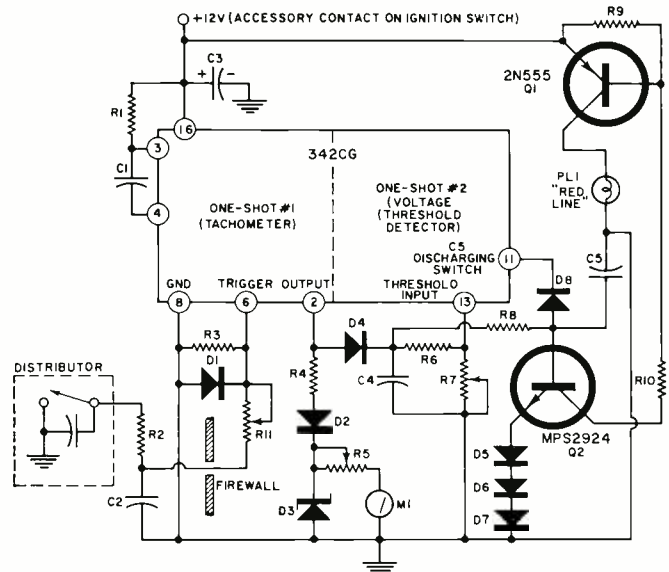 +12V (ACCESSORY CONTACT ON IGNITION SWITCH)
R9
C3
+ -
2N555
Q1
R1
16
3
342CG
C1
4
ONE-SHOT #1
(TACHOMETER)
ONE-SHOT #2
(VOLTAGE
(THRESHOLD
DETECTOR)
PL1
"RED
LINE"
C5
DISCHARGING
SWITCH
11
C5
GND
TRIGGER
OUTPUT
THRESHOLD
INPUT
D8
8
6
2
13
R3
D4
R8
DISTRIBUTOR
D1
R4
C4
R6
R7
R10
R2
R11
D2
MPS2924
Q2
R5
D5
FIREWALL
C2
D3
M1
D6
D7